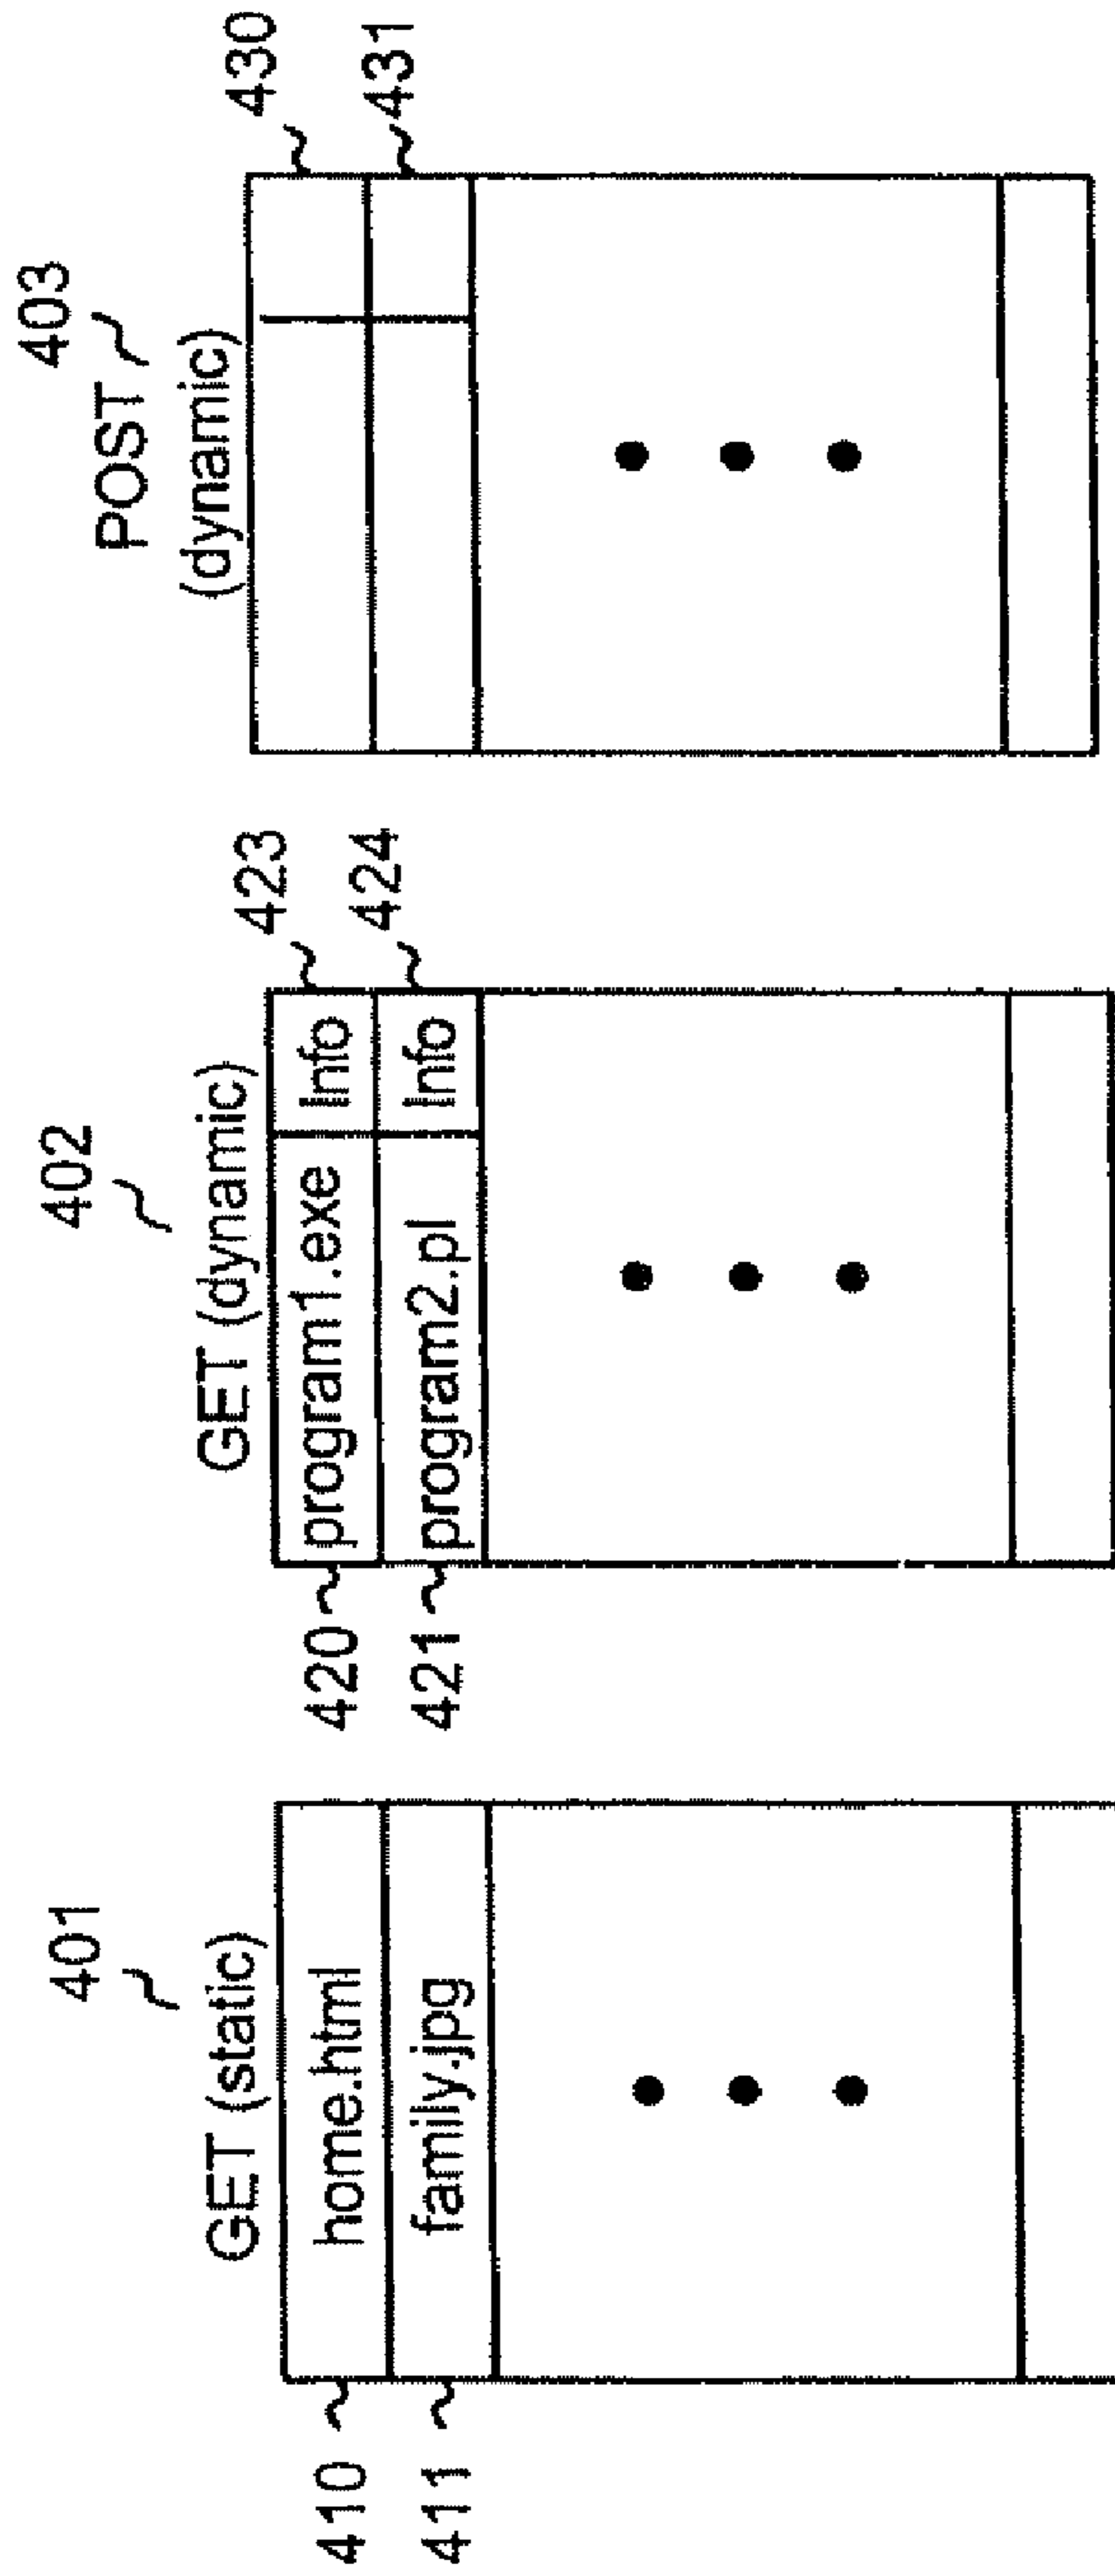 401
GET (static)
410
home.html
411
family.jpg
402
GET (dynamic)
420
program1.exe
Info
423
421
program2.pl
Info
424
403
POST
(dynamic)
430
431